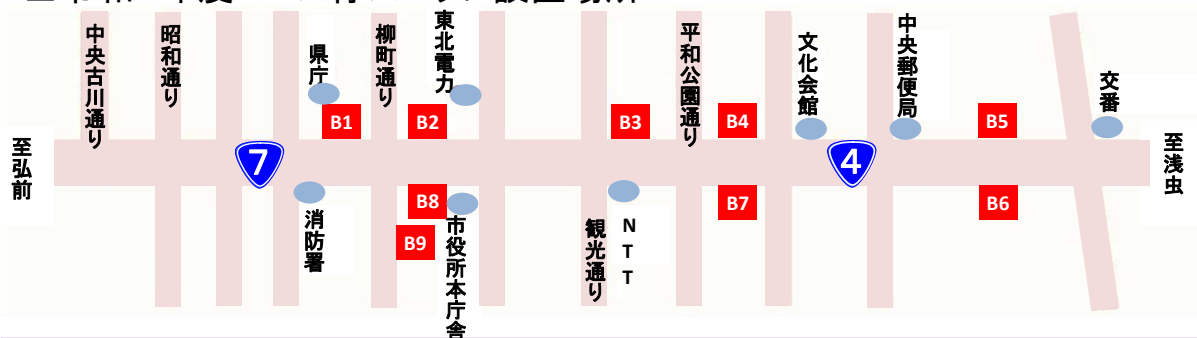 中央古川通り
昭和通り
県庁
柳町通り
東北電力
平和公園通り
文化会館
中央郵便局
交番
B1
B2
B3
B4
B5
至弘前
7
4
至浅虫
消防署
B8
B9
市役所本庁舎
観光通り
NTT
B7
B6